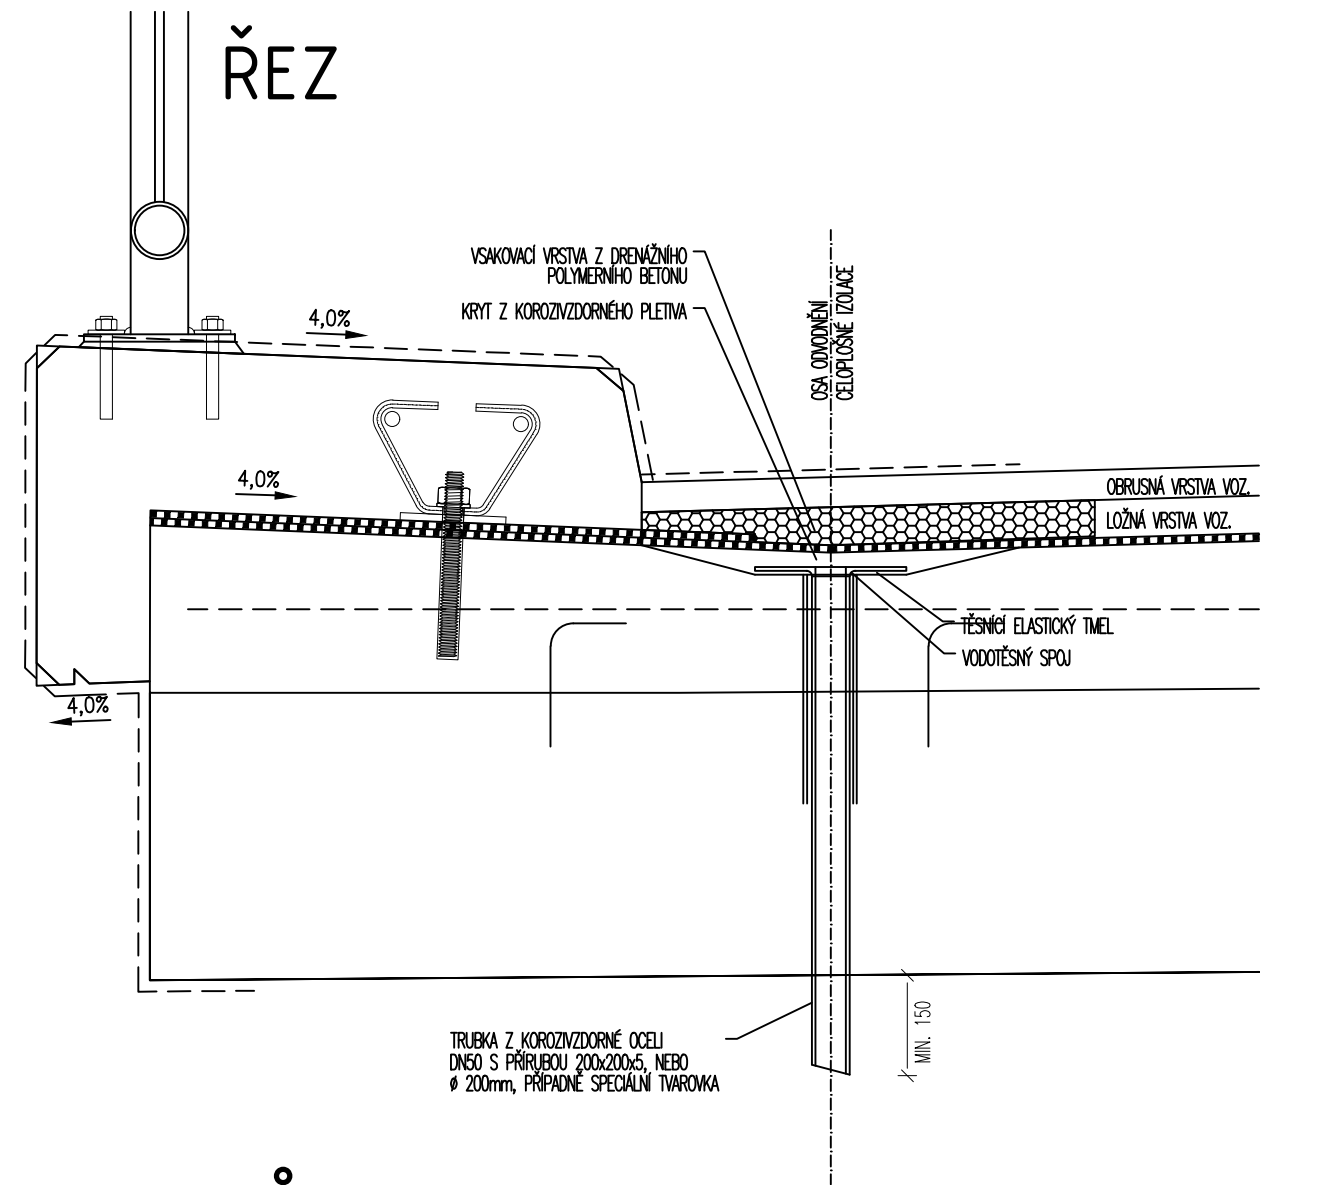 ŘEZ
VSAKOVACÍ VRSTVA Z DRENÁŽNÍHO
POLYMERNÍHO BETONU
KRYT Z KOROZIVZDORNÉHO PLETIVA
OSA ODVODNĚNÍ
CELOPLOŠNÉ IZOLACE
4,0%
4,0%
OBRUSNÁ VRSTVA VOZ.
LOŽNÁ VRSTVA VOZ.
TĚSNÍCÍ ELASTICKÝ TMEL
VODOTĚSNÝ SPOJ
4,0%
TRUBKA Z KOROZIVZDORNÉ OCELI
DN50 S PŘÍRUBOU 200x200x5, NEBO
ø 200mm, PŘÍPADNĚ SPECIÁLNÍ TVAROVKA
MIN. 150